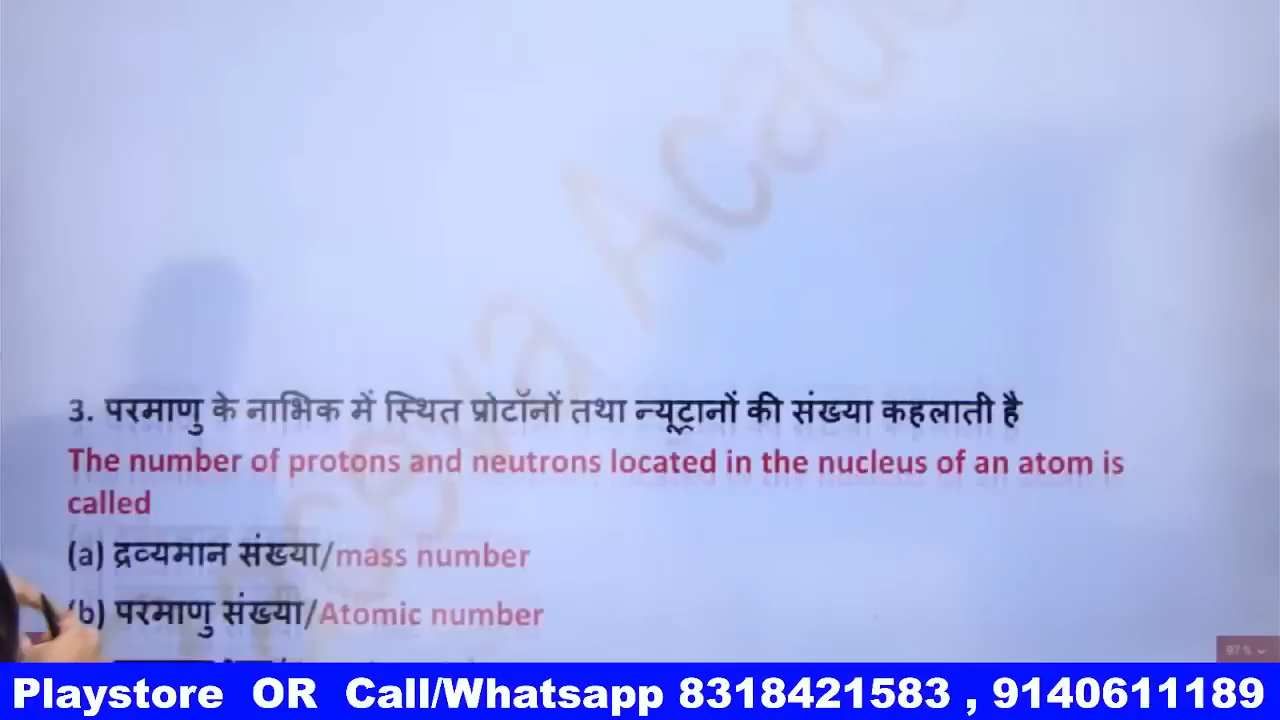 3. परमाणु के नाभिक में स्थित प्रोटॉनों तथा न्यूट्रानों की संख्या कहलाती है
The number of protons and neutrons located in the nucleus of an atom is
called
(a) द्रव्यमान संख्या/mass number
(b) परमाणु संख्या/Atomic number
97 %
Playstore OR Call/Whatsapp 8318421583 , 9140611189